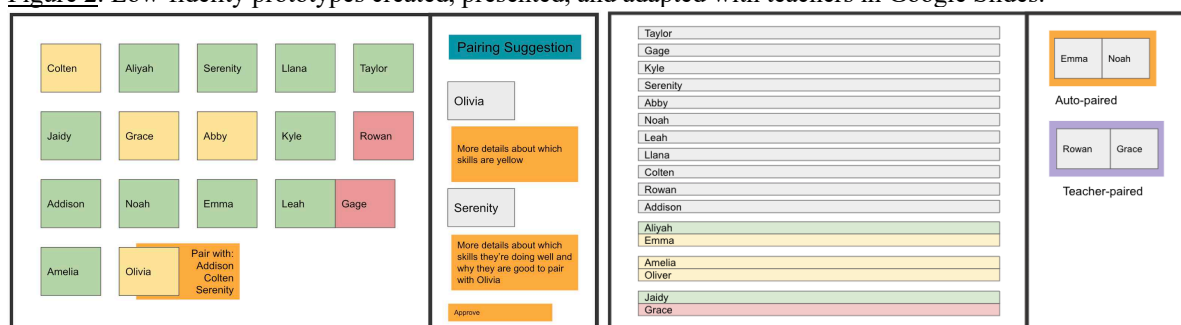 Figure 2. Low-fidelity prototypes created, presented, and adapted with teachers in Google Slides.
Colten
Aliyah
Serenity
Llana
Taylor
Jaidy
Grace
Abby
Kyle
Rowan
Addison
Noah
Emma
Leah
Gage
Amelia
Olivia
Pair with:
Addison
Colten
Serenity
Pairing Suggestion
Olivia
More details about which
skills are yellow
Serenity
More details about which
skills they're doing well and
why they are good to pair
with Olivia
Approve
Taylor
Gage
Kyle
Serenity
Abby
Noah
Leah
Llana
Colten
Rowan
Addison
Aliyah
Emma
Amelia
Oliver
Jaidy
Grace
Emma
Noah
Auto-paired
Rowan
Grace
Teacher-paired